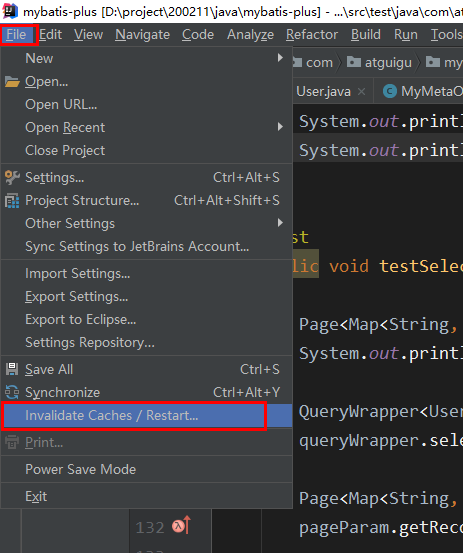 mybatis-plus [D:\project\200211\java\mybatis-plus] - ...\src\test\java\com\at
File Edit View Navigate Code Analyze Refactor Build Run Tools
com atguigu my
User.java × MyMetaO
New
Open...
Open URL...
Open Recent
Close Project
Settings... Ctrl+Alt+S
Project Structure... Ctrl+Alt+Shift+S
Other Settings
Sync Settings to JetBrains Account...
Import Settings...
Export Settings...
Export to Eclipse...
Settings Repository...
Save All Ctrl+S
Synchronize Ctrl+Alt+Y
Invalidate Caches / Restart...
Print...
Power Save Mode
Exit
System.out.printl
System.out.printl
st
lic void testSelec
Page<Map<String,
System.out.printl
QueryWrapper<User
queryWrapper.sele
Page<Map<String,
132 pageParam.getReco